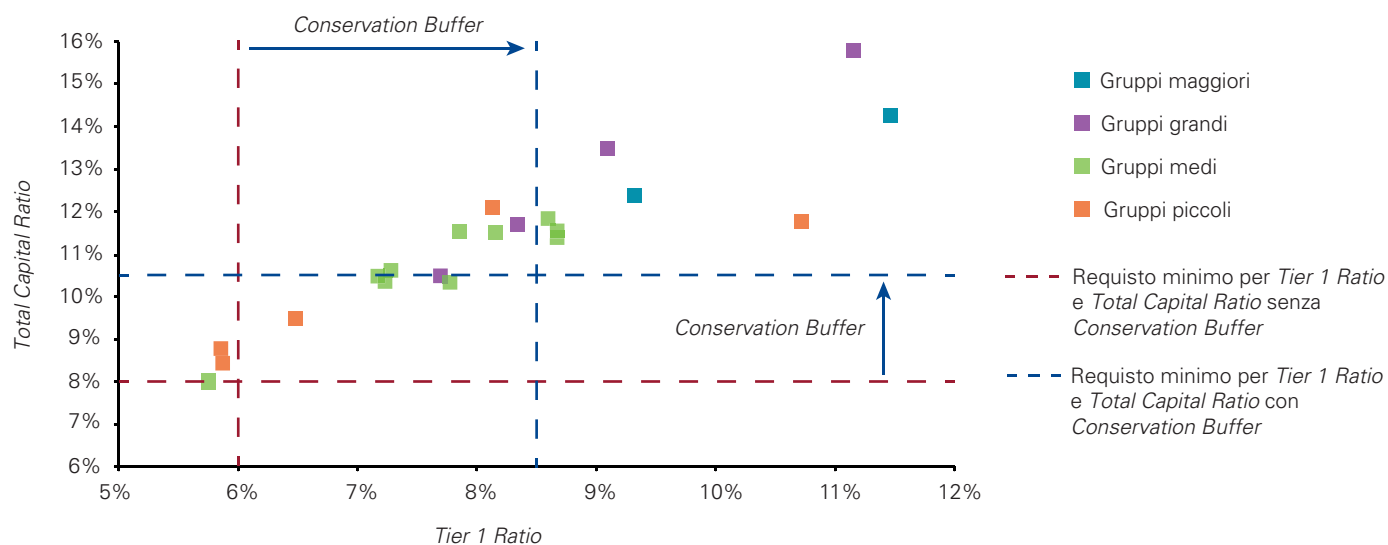 Conservation Buffer
16%
15%
14%
13%
12%
11%
10%
9%
8%
7%
6%
Total Capital Ratio
5%
6%
7%
8%
9%
10%
11%
12%
Tier 1 Ratio
Conservation Buffer
Gruppi maggiori
Gruppi grandi
Gruppi medi
Gruppi piccoli
Requisto minimo per Tier 1 Ratio
e Total Capital Ratio senza
Conservation Buffer
Requisto minimo per Tier 1 Ratio
e Total Capital Ratio con
Conservation Buffer